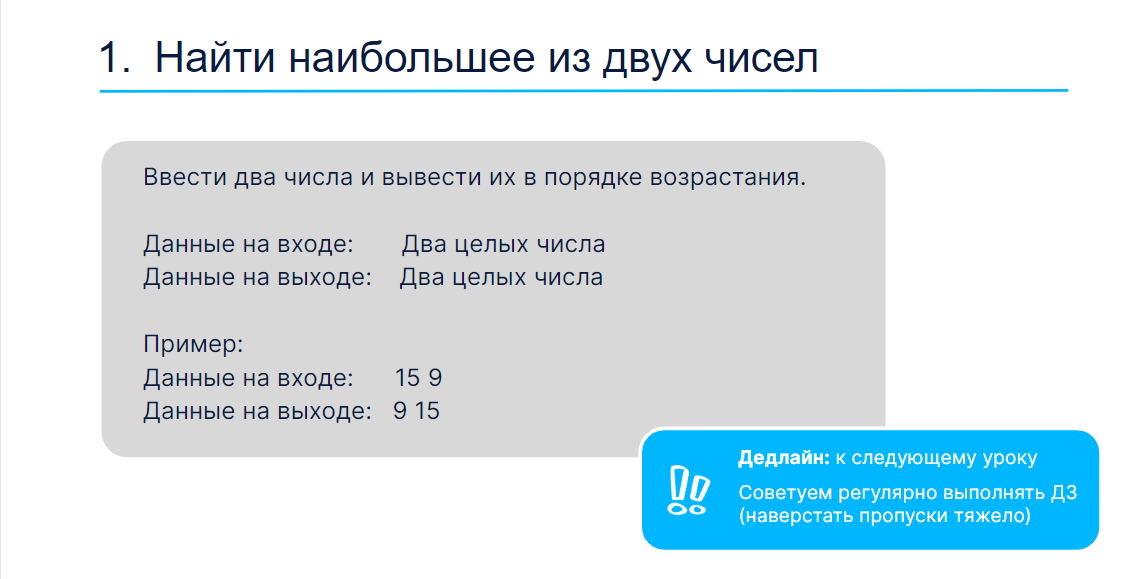 1. Найти наибольшее из двух чисел
Ввести два числа и вывести их в порядке возрастания.
Данные на входе: Два целых числа
Данные на выходе: Два целых числа
Пример:
Данные на входе: 15 9
Данные на выходе: 9 15
Дедлайн: к следующему уроку
Советуем регулярно выполнять ДЗ
(наверстать пропуски тяжело)